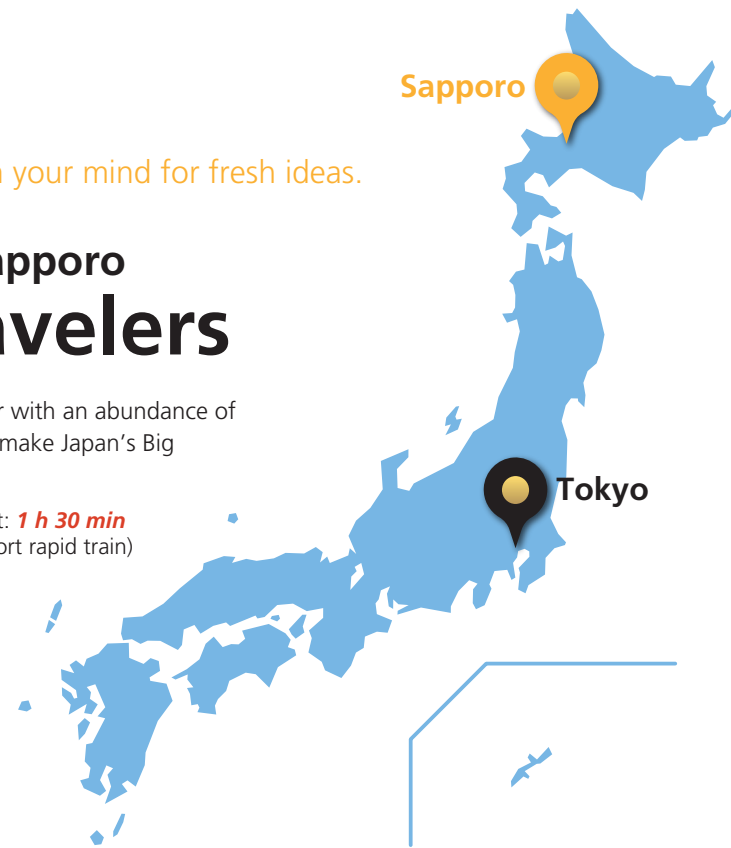 Sapporo
your mind for fresh ideas.
apporo
avelers
r with an abundance of
make Japan's Big
Tokyo
t: 1 h 30 min
ort rapid train)